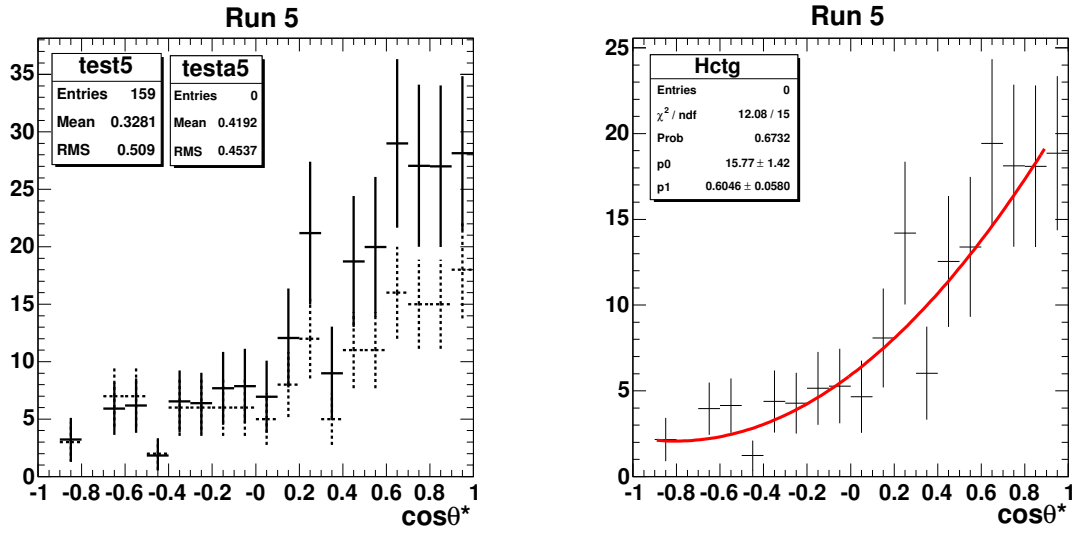 Run 5
test5
Entries 159
Mean 0.3281
RMS 0.509
testa5
Entries 0
Mean 0.4192
RMS 0.4537
35
30
25
20
15
10
5
0
-1 -0.8 -0.6 -0.4 -0.2 -0 0.2 0.4 0.6 0.8 1
cosθ*
Run 5
Hctg
Entries 0
χ² / ndf 12.08 / 15
Prob 0.6732
p0 15.77 ± 1.42
p1 0.6046 ± 0.0580
25
20
15
10
5
0
-1 -0.8 -0.6 -0.4 -0.2 -0 0.2 0.4 0.6 0.8 1
cosθ*